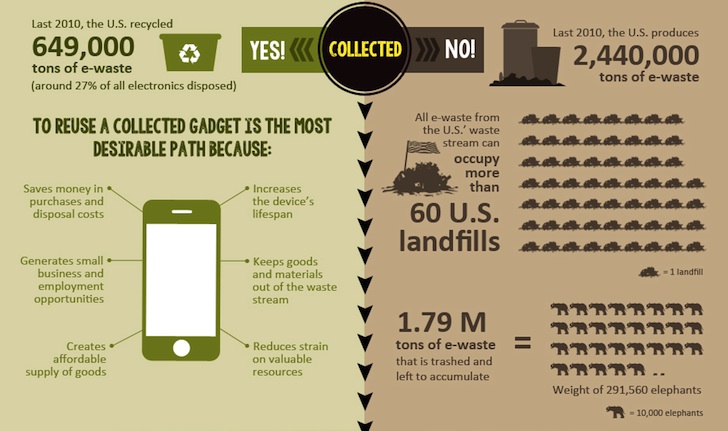 Last 2010, the U.S. recycled
649,000
tons of e-waste
(around 27% of all electronics disposed)
YES!
COLLECTED
NO!
Last 2010, the U.S. produces
2,440,000
tons of e-waste
TO REUSE A COLLECTED GADGET IS THE MOST
DESIRABLE PATH BECAUSE:
Saves money in
purchases and
disposal costs
Generates small
business and
employment
opportunities
Creates
affordable
supply of goods
Increases
the device's
lifespan
Keeps goods
and materials
out of the waste
stream
Reduces strain
on valuable
resources
All e-waste from
the U.S.' waste
stream can
occupy
more
than
60 U.S.
landfills
= 1 landfill
1.79 M
tons of e-waste
that is trashed and
left to accumulate
=
Weight of 291,560 elephants
= 10,000 elephants